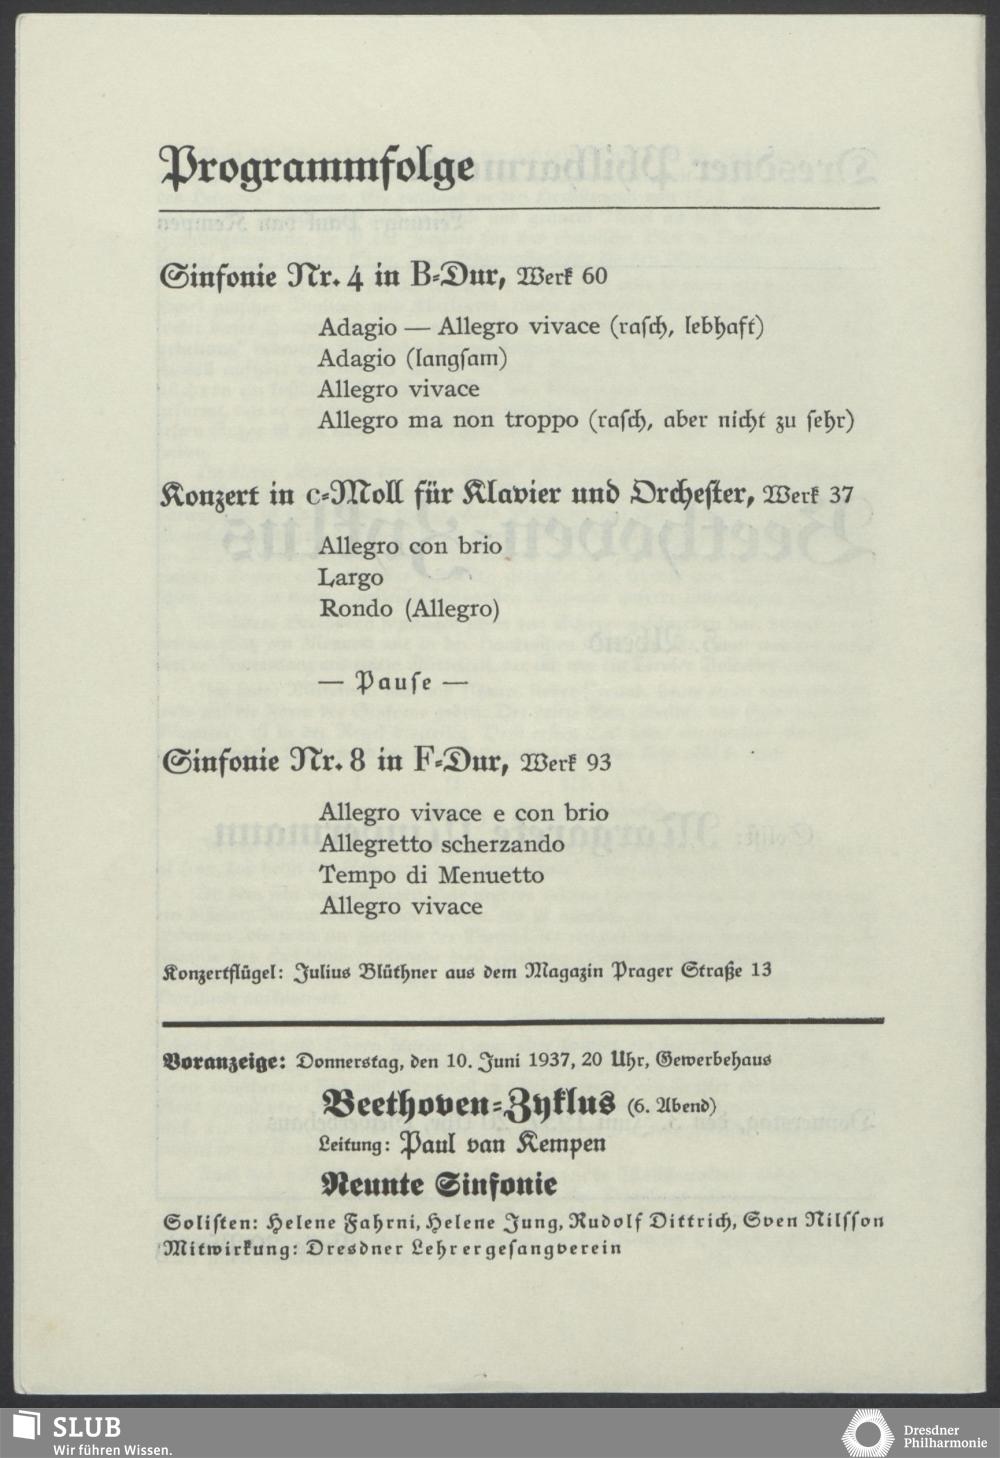 Programmfolge
Sinfonie Nr. 4 in B-Dur, Werk 60
Adagio — Allegro vivace (rasch, lebhaft)
Adagio (langsam)
Allegro vivace
Allegro ma non troppo (rasch, aber nicht zu sehr)
Konzert in c-Moll für Klavier und Orchester, Werk 37
Allegro con brio
Largo
Rondo (Allegro)
— Pause —
Sinfonie Nr. 8 in F-Dur, Werk 93
Allegro vivace e con brio
Allegretto scherzando
Tempo di Menuetto
Allegro vivace
Konzertflügel: Julius Blüthner aus dem Magazin Prager Straße 13
Voranzeige: Donnerstag, den 10. Juni 1937, 20 Uhr, Gewerbehaus
Beethoven-Zyklus (6. Abend)
Leitung: Paul van Kempen
Neunte Sinfonie
Solisten: Helene Fahrni, Helene Jung, Rudolf Dittrich, Sven Nilsson
Mitwirkung: Dresdner Lehrergesangverein
SLUB
Wir führen Wissen.
Dresdner
Philharmonie